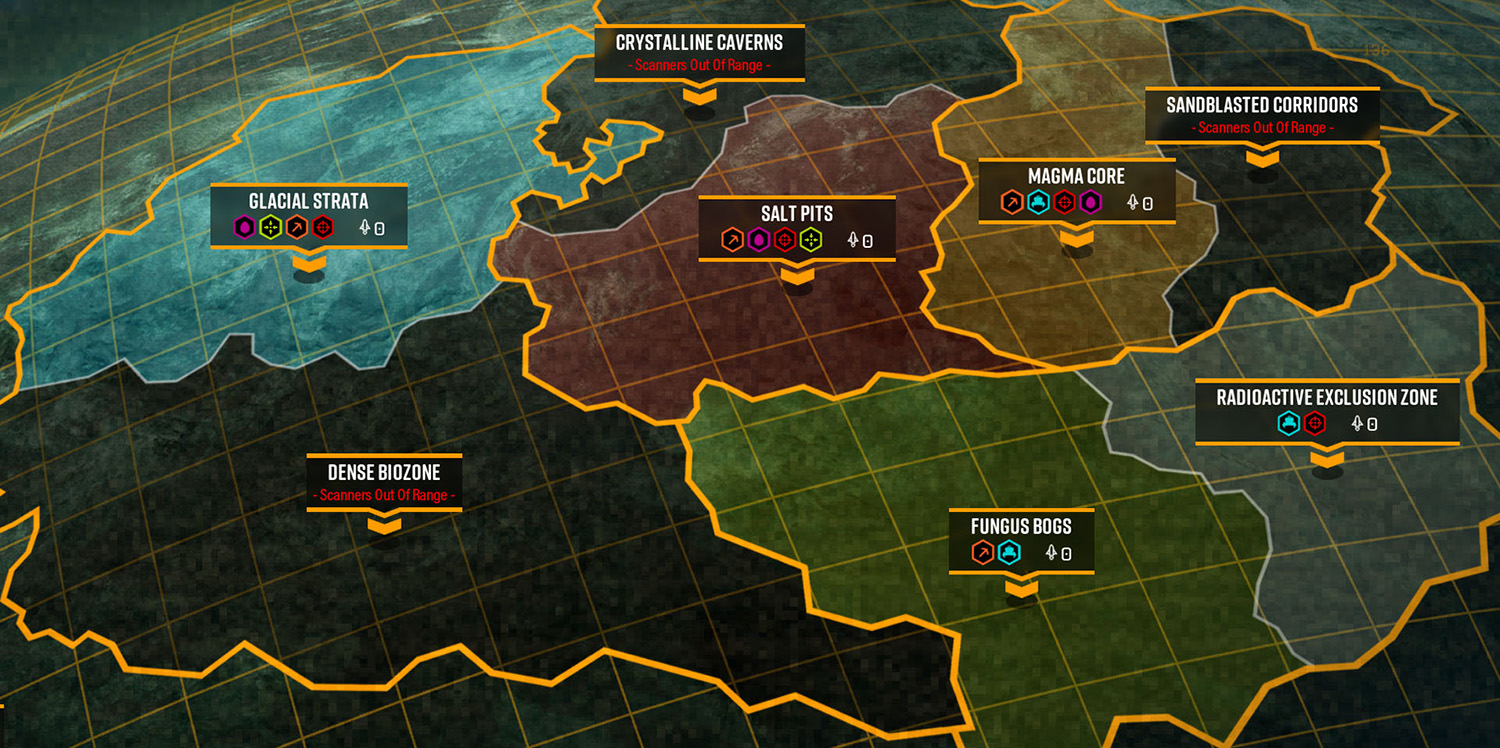 CRYSTALLINE CAVERNS
- Scanners Out Of Range -
136
SANDBLASTED CORRIDORS
- Scanners Out Of Range -
MAGMA CORE
0
GLACIAL STRATA
0
SALT PITS
0
RADIOACTIVE EXCLUSION ZONE
0
DENSE BIOZONE
- Scanners Out Of Range -
FUNGUS BOGS
0